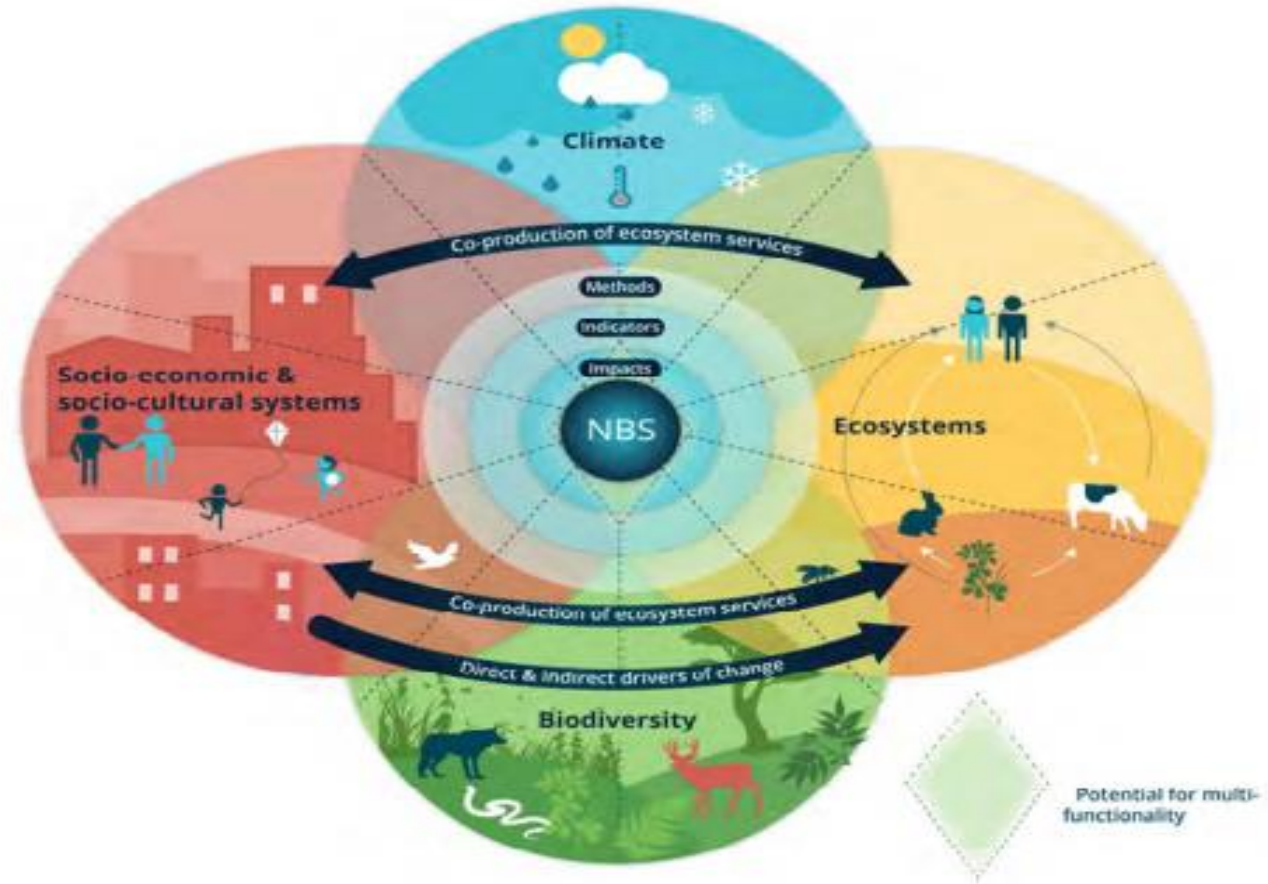 Climate
Co-production of ecosystem services
Methods
Indicators
Impacts
Socio-economic &
socio-cultural systems
NBS
Ecosystems
Co-production of ecosystem services
Direct & indirect drivers of change
Biodiversity
Potential for multi-
functionality